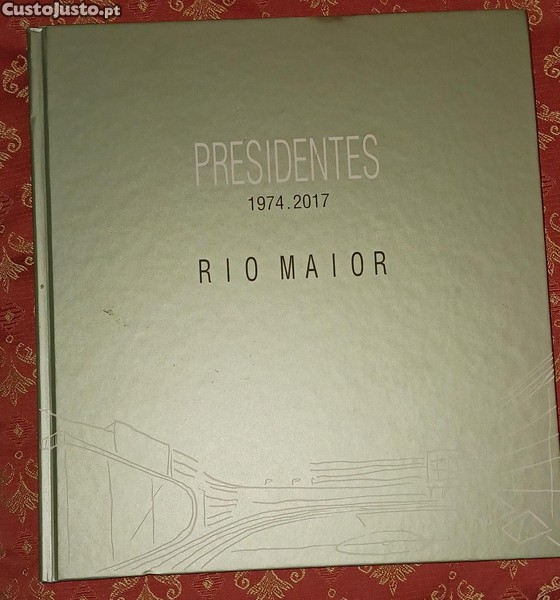 CustoJusto.pt
PRESIDENTES
1974.2017
RIO MAIOR